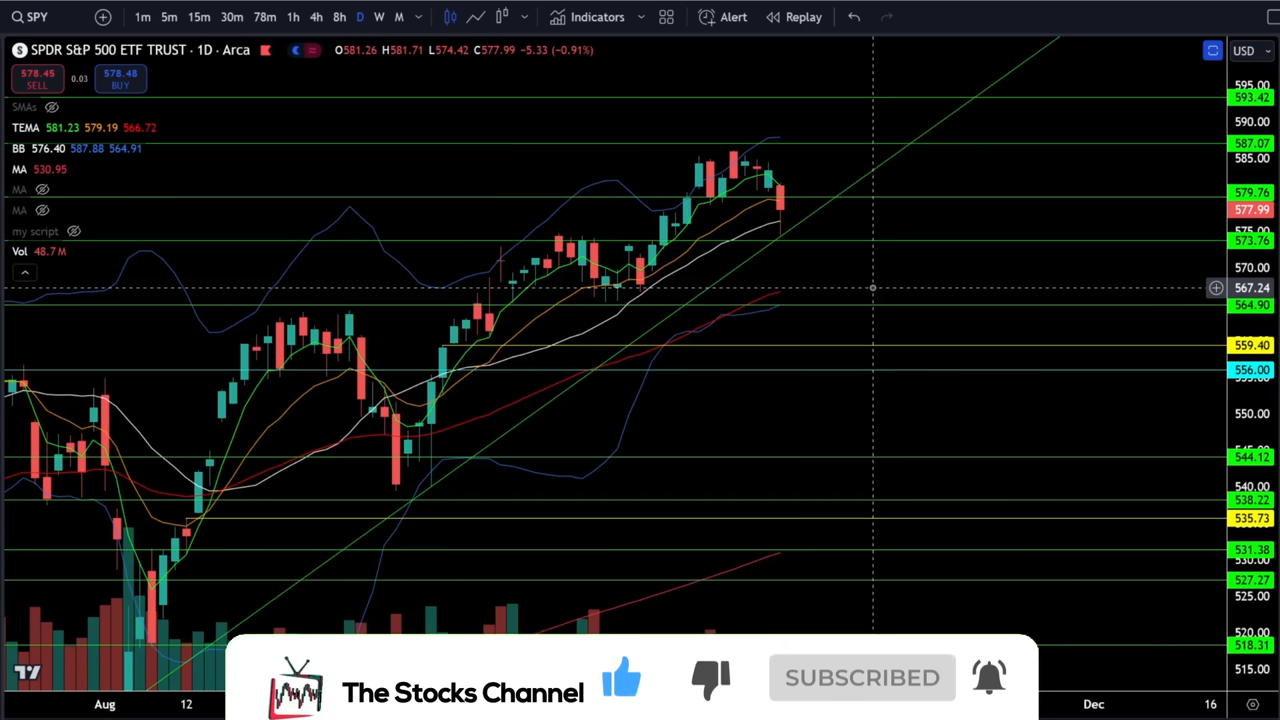 SPY 1m 5m 15m 30m 78m 1h 4h 8h D W M Indicators Alert Replay
S SPDR S&P 500 ETF TRUST · 1D · Arca O581.26 H581.71 L574.42 C577.99 -5.33 (-0.91%) USD
578.45 SELL 0.03 578.48 BUY
SMAs
TEMA 581.23 579.19 566.72
BB 576.40 587.88 564.91
MA 530.95
MA
MA
my script
Vol 48.7M
595.00
593.42
590.00
587.07
585.00
579.76
577.99
575.00
573.76
570.00
567.24
564.90
559.40
556.00
550.00
544.12
540.00
538.22
535.73
531.38
530.00
527.27
525.00
520.00
518.31
515.00
The Stocks Channel SUBSCRIBED
Aug 12 Dec 16